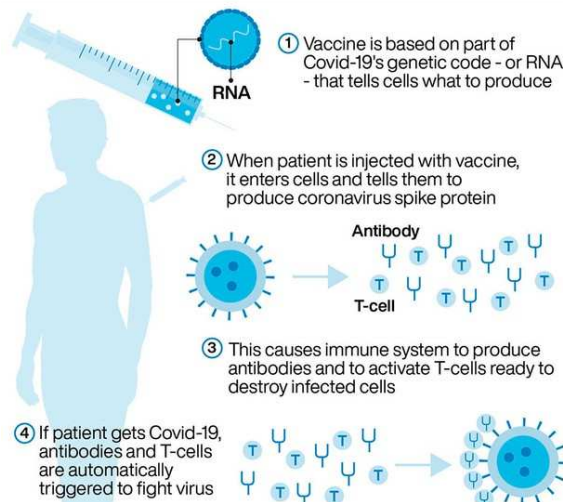 RNA
1 Vaccine is based on part of
Covid-19's genetic code - or RNA
- that tells cells what to produce
2 When patient is injected with vaccine,
it enters cells and tells them to
produce coronavirus spike protein
Antibody
T T T T
T T T T
T-cell
3 This causes immune system to produce
antibodies and to activate T-cells ready to
destroy infected cells
4 If patient gets Covid-19,
antibodies and T-cells
are automatically
triggered to fight virus
T T T
T T T